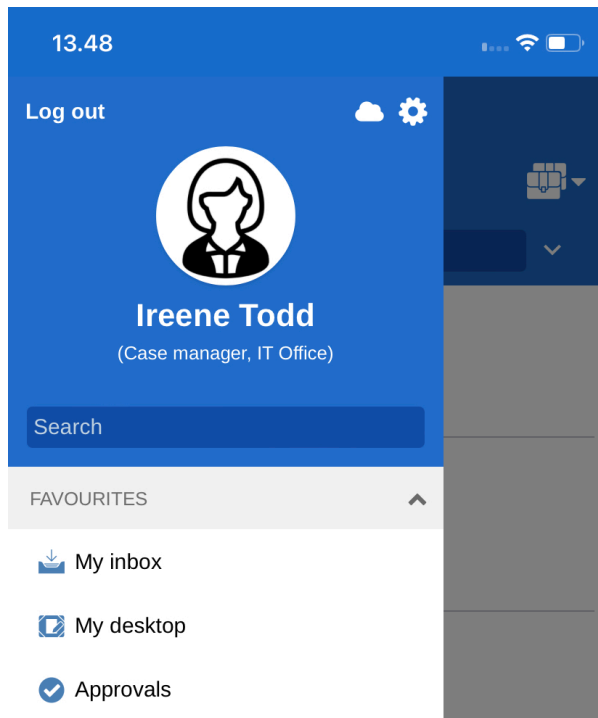 13.48
Log out
Ireene Todd
(Case manager, IT Office)
Search
FAVOURITES
My inbox
My desktop
Approvals